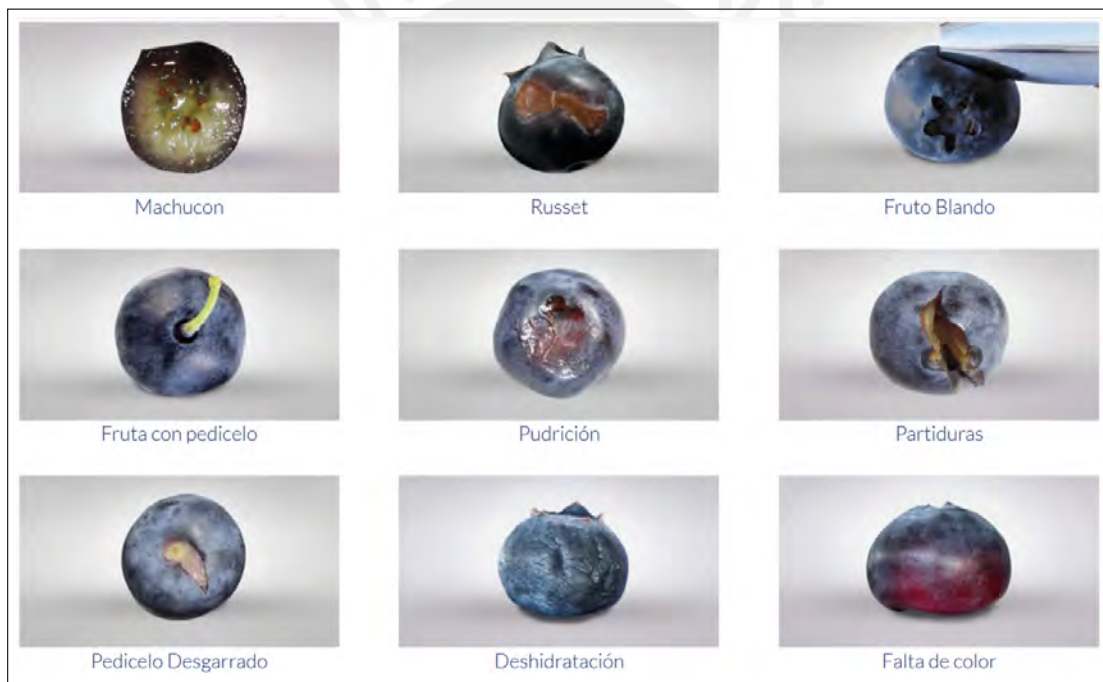 Machucon
Russet
Fruto Blando
Fruta con pedicelo
Pudrición
Partiduras
Pedicelo Desgarrado
Deshidratación
Falta de color